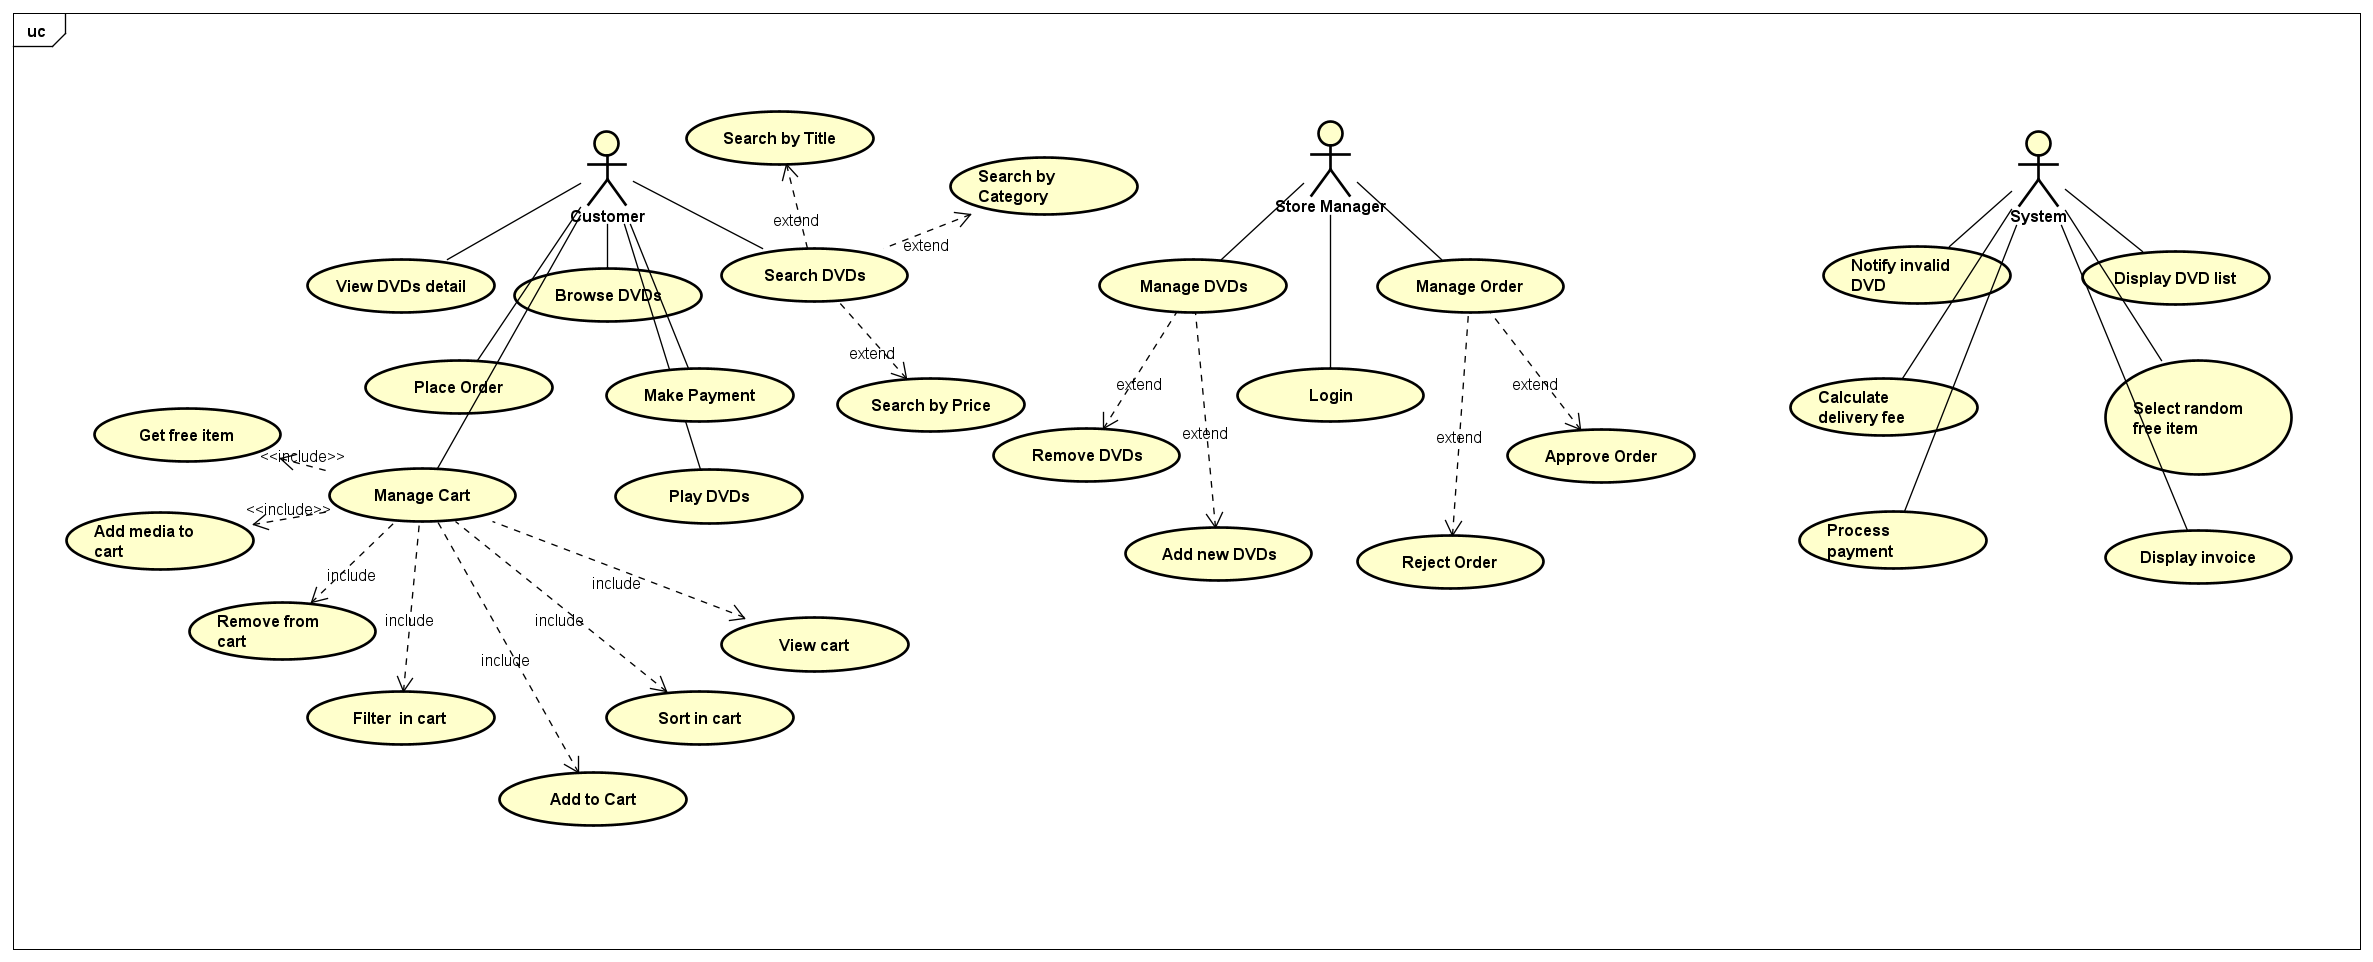 uc
Search by Title
Search by
Category
Customer
Store Manager
System
extend
extend
View DVDs detail
Browse DVDs
Search DVDs
Manage DVDs
Manage Order
Notify invalid
DVD
Display DVD list
extend
Place Order
Make Payment
Search by Price
extend
Login
extend
Calculate
delivery fee
Select random
free item
Get free item
<<include>>
extend
extend
Remove DVDs
Approve Order
Manage Cart
Play DVDs
<<include>>
Add media to
cart
Add new DVDs
Reject Order
Process
payment
Display invoice
include
include
Remove from
cart
include
include
View cart
include
Filter  in cart
Sort in cart
Add to Cart